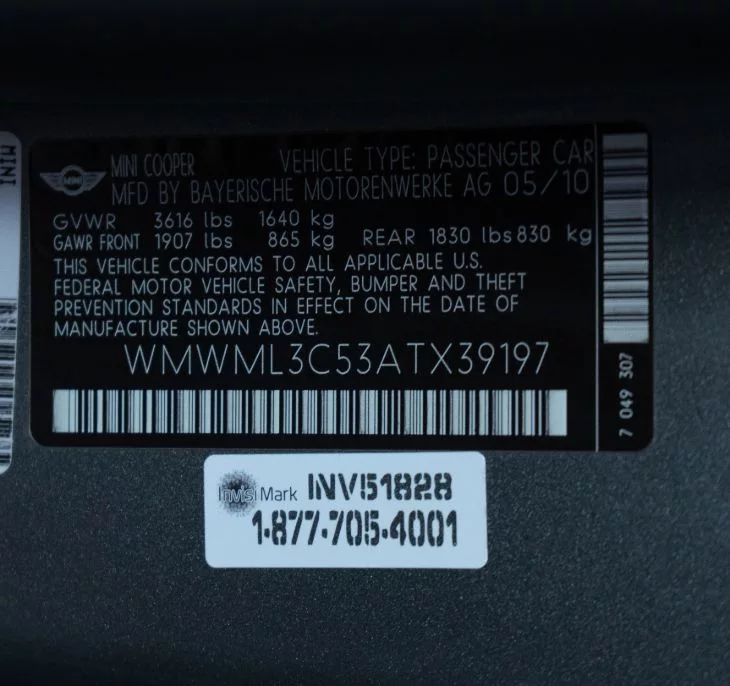 MINI
MINI COOPER VEHICLE TYPE: PASSENGER CAR
MFD BY BAYERISCHE MOTORENWERKE AG 05/10
GVWR 3616 lbs 1640 kg
GAWR FRONT 1907 lbs 865 kg REAR 1830 lbs 830 kg
THIS VEHICLE CONFORMS TO ALL APPLICABLE U.S.
FEDERAL MOTOR VEHICLE SAFETY, BUMPER AND THEFT
PREVENTION STANDARDS IN EFFECT ON THE DATE OF
MANUFACTURE SHOWN ABOVE.
WMWML3C53ATX39197
7 049 307
InvisiMark INV51828
1-877-705-4001
MINI